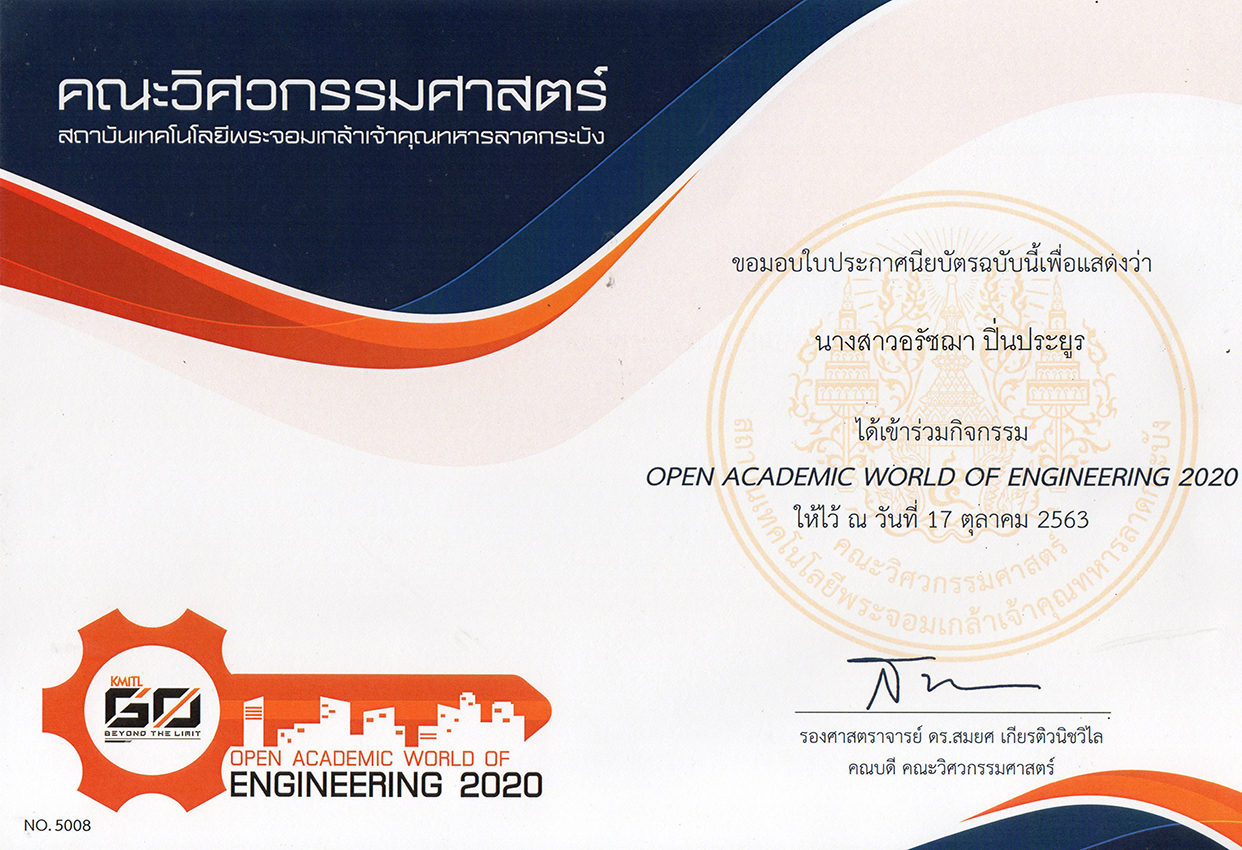 คณะวิศวกรรมศาสตร์
สถาบันเทคโนโลยีพระจอมเกล้าเจ้าคุณทหารลาดกระบัง
ขอมอบใบประกาศนียบัตรฉบับนี้เพื่อแสดงว่า
นางสาวอรัชฌา ปิ่นประยูร
ได้เข้าร่วมกิจกรรม
OPEN ACADEMIC WORLD OF ENGINEERING 2020
ให้ไว้ ณ วันที่ 17 ตุลาคม 2563
คณะวิศวกรรมศาสตร์
สถาบันเทคโนโลยีพระจอมเกล้าเจ้าคุณทหารลาดกระบัง
รองศาสตราจารย์ ดร.สมยศ เกียรติวนิชวิไล
คณบดี คณะวิศวกรรมศาสตร์
KMITL
GO
BEYOND THE LIMIT
OPEN ACADEMIC WORLD OF
ENGINEERING 2020
NO. 5008